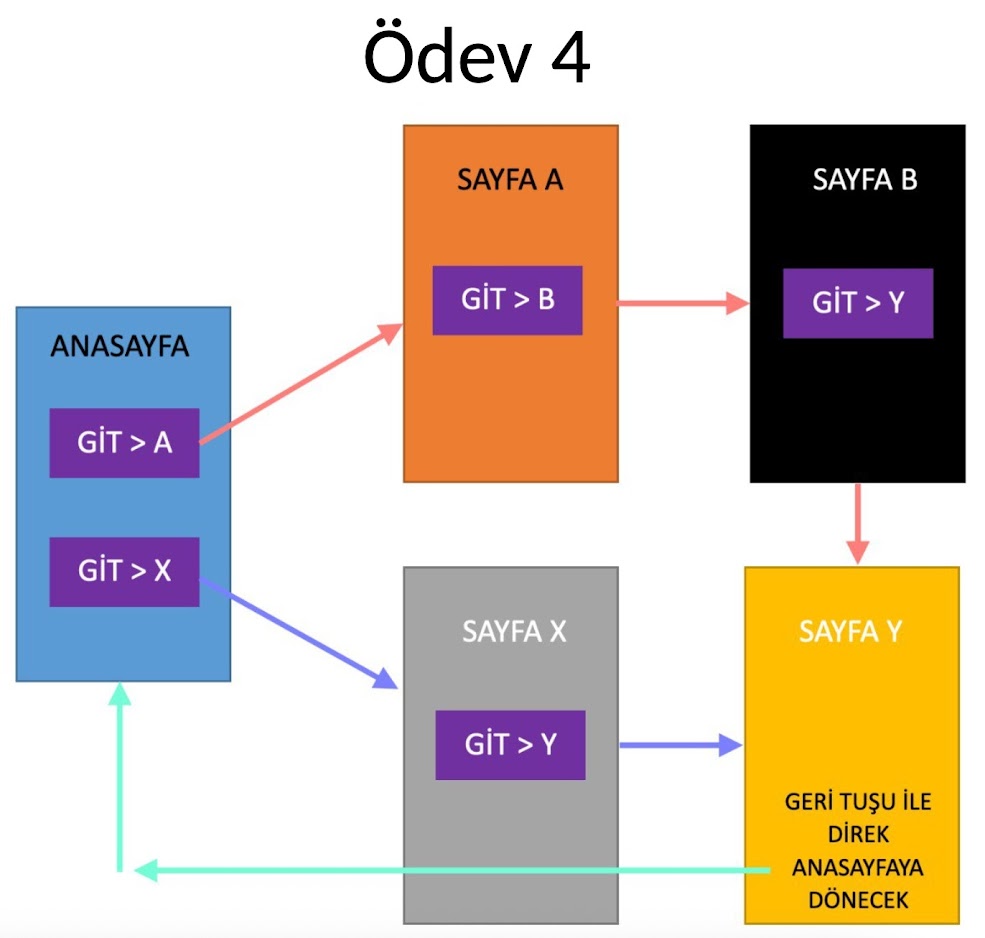 Ödev 4
ANASAYFA
GİT > A
GİT > X
SAYFA A
GİT > B
SAYFA B
GİT > Y
SAYFA X
GİT > Y
SAYFA Y
GERİ TUŞU İLE
DİREK
ANASAYFAYA
DÖNECEK